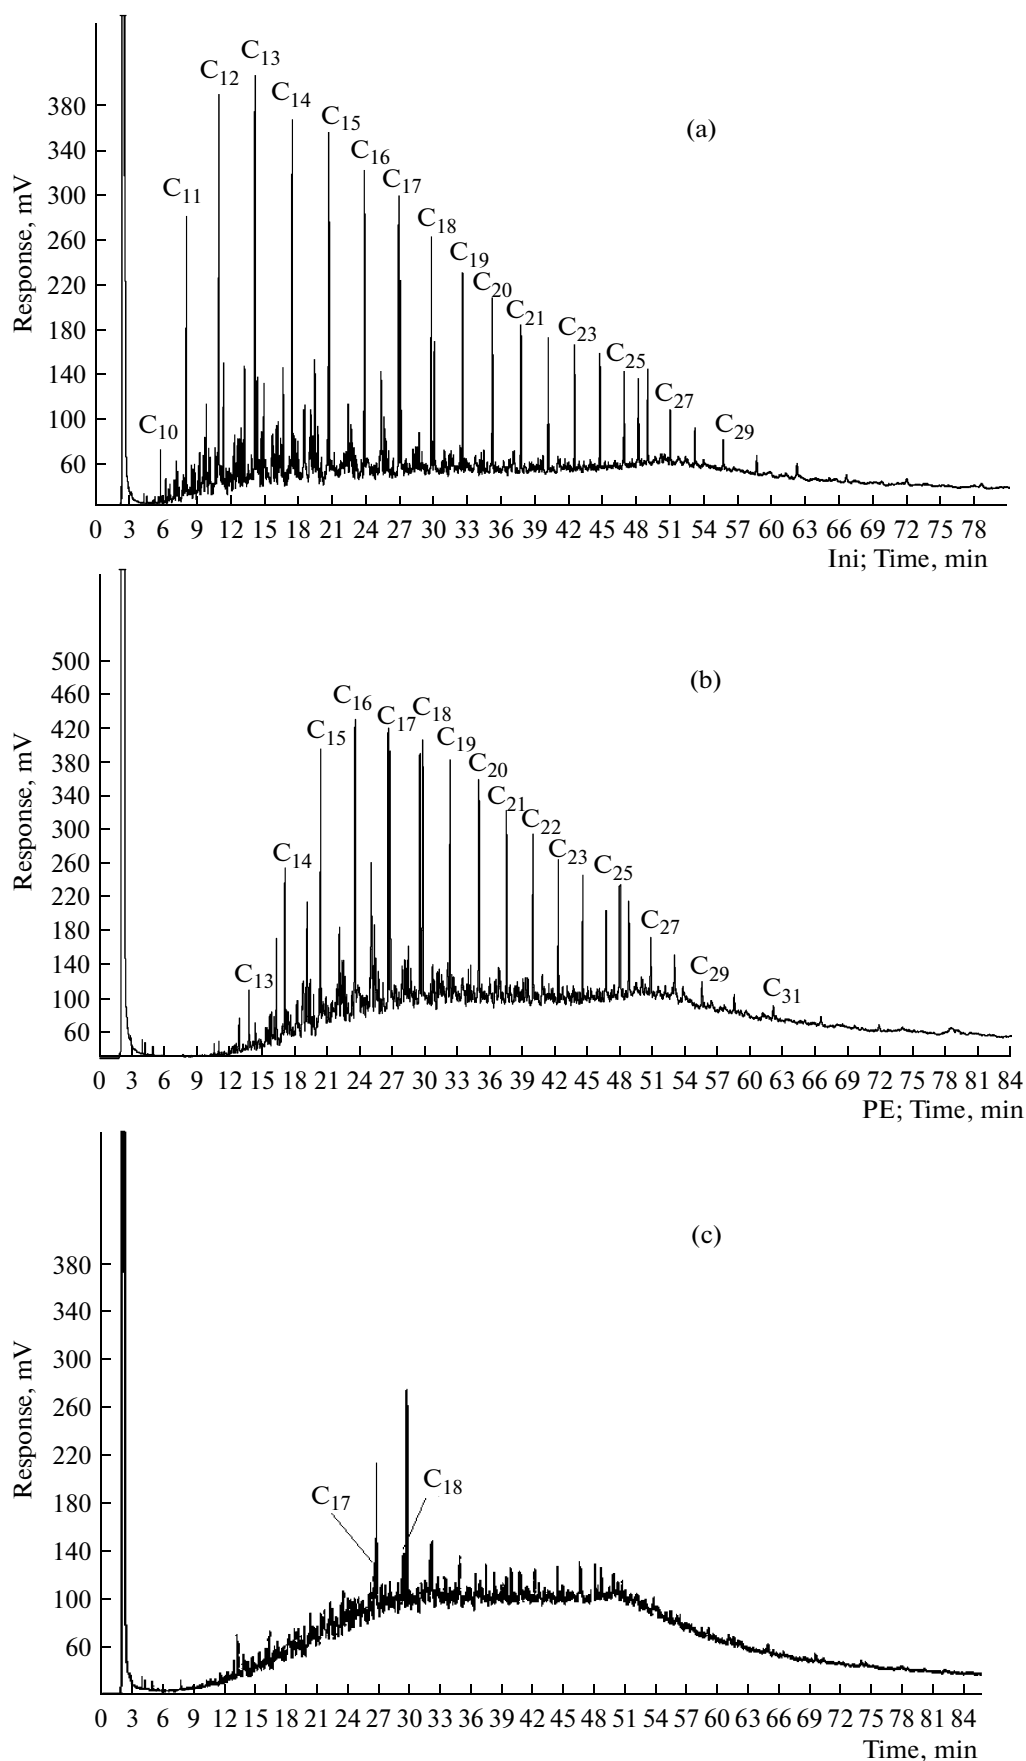 (a)
Response, mV
380
340
300
260
220
180
140
100
60
C10
C11
C12
C13
C14
C15
C16
C17
C18
C19
C20
C21
C23
C25
C27
C29
0 3 6 9 12 15 18 21 24 27 30 33 36 39 42 45 48 51 54 57 60 63 66 69 72 75 78
Ini; Time, min
(b)
Response, mV
500
460
420
380
340
300
260
220
180
140
100
60
C13
C14
C15
C16
C17
C18
C19
C20
C21
C22
C23
C25
C27
C29
C31
0 3 6 9 12 15 18 21 24 27 30 33 36 39 42 45 48 51 54 57 60 63 66 69 72 75 78 81 84
PE; Time, min
(c)
Response, mV
380
340
300
260
220
180
140
100
60
C17
C18
0 3 6 9 12 15 18 21 24 27 30 33 36 39 42 45 48 51 54 57 60 63 66 69 72 75 78 81 84
Time, min